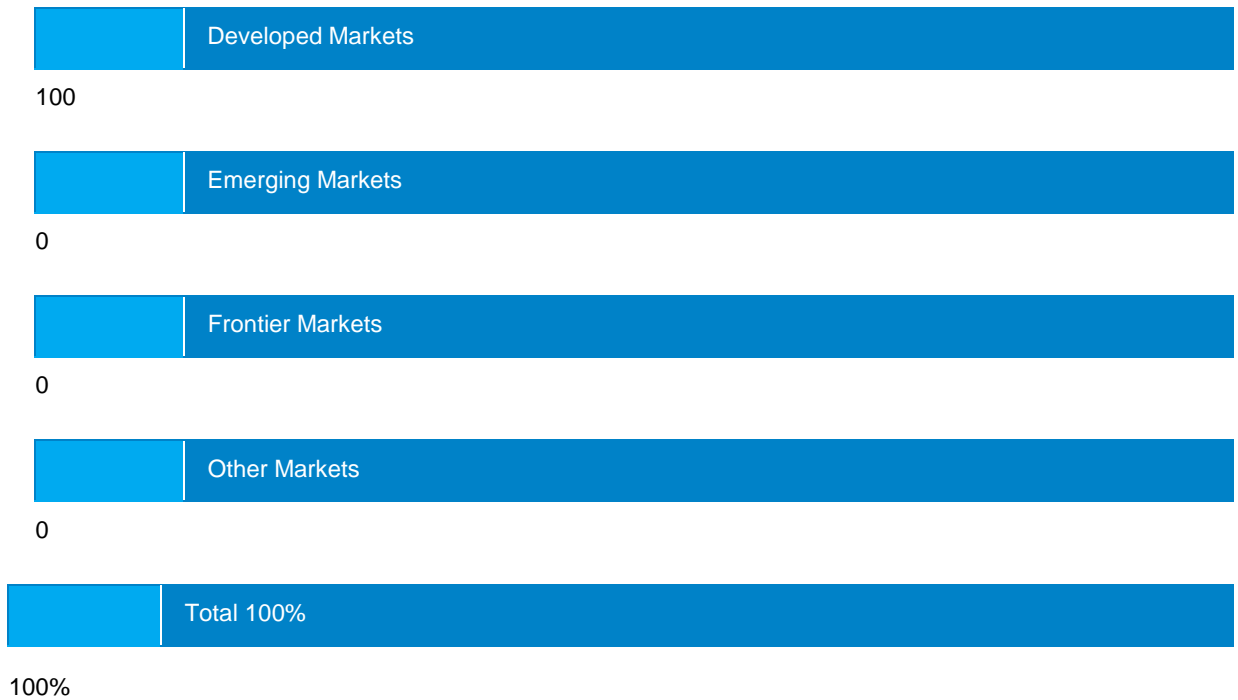 Developed Markets
100
Emerging Markets
0
Frontier Markets
0
Other Markets
0
Total 100%
100%